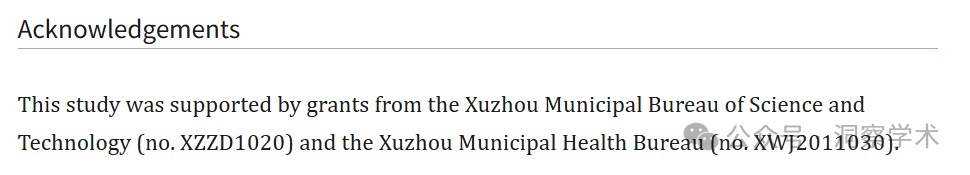 Acknowledgements
This study was supported by grants from the Xuzhou Municipal Bureau of Science and
Technology (no. XZZD1020) and the Xuzhou Municipal Health Bureau (no. XWJ2011030).
公众号 · 洞察学术